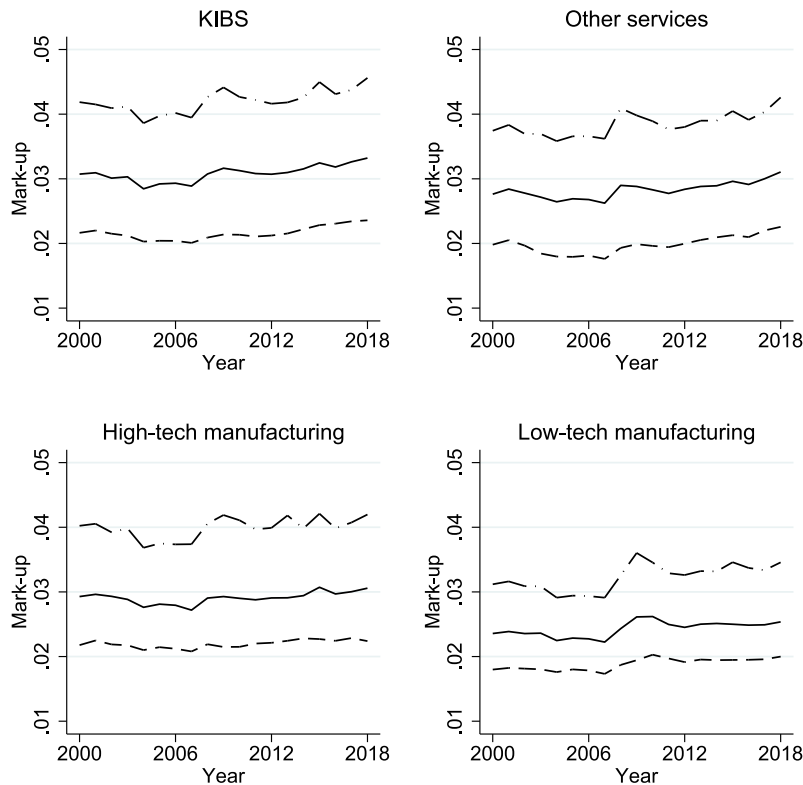 KIBS
Mark-up
.05
.04
.03
.02
.01
2000 2006 2012 2018
Year
Other services
Mark-up
.05
.04
.03
.02
.01
2000 2006 2012 2018
Year
High-tech manufacturing
Mark-up
.05
.04
.03
.02
.01
2000 2006 2012 2018
Year
Low-tech manufacturing
Mark-up
.05
.04
.03
.02
.01
2000 2006 2012 2018
Year